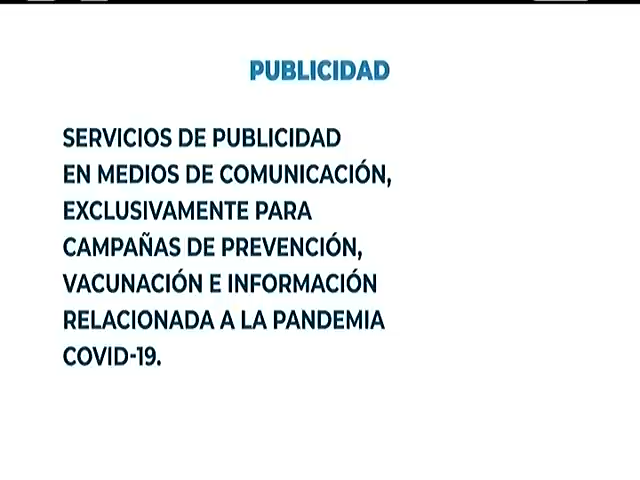 PUBLICIDAD
SERVICIOS DE PUBLICIDAD
EN MEDIOS DE COMUNICACIÓN,
EXCLUSIVAMENTE PARA
CAMPAÑAS DE PREVENCIÓN,
VACUNACIÓN E INFORMACIÓN
RELACIONADA A LA PANDEMIA
COVID-19.